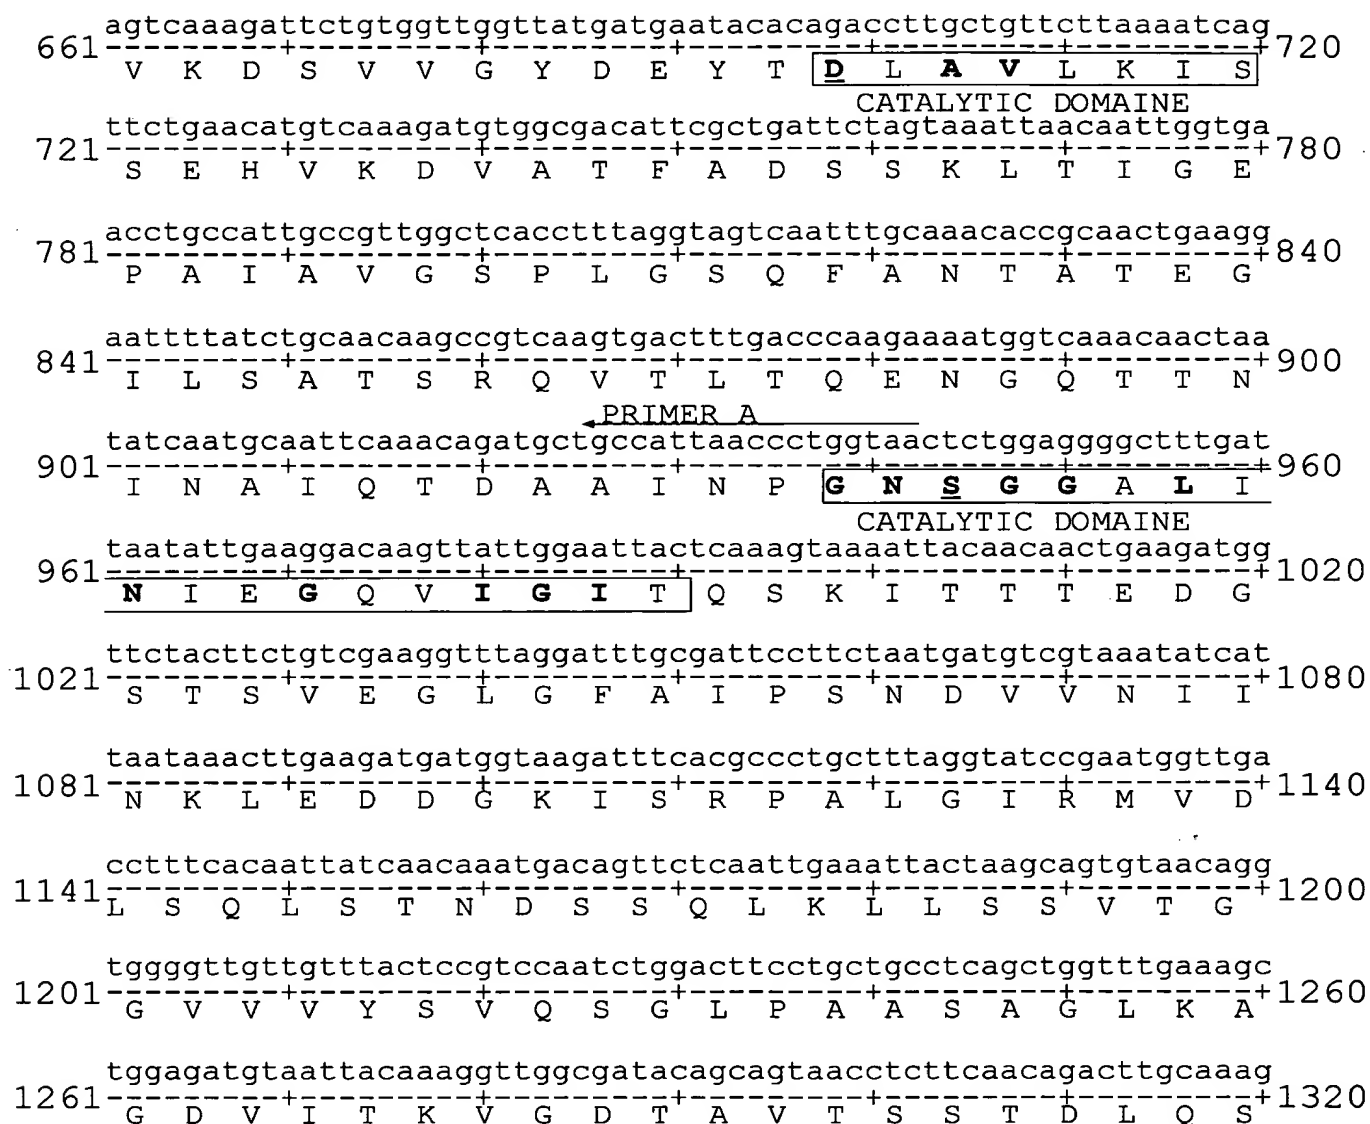 agtcaaagattctgtggttggttatgatgaatacacagaccttgctgttcttaaaatcag
661 ---------+---------+---------+---------+---------+---------+ 720
V K D S V V G Y D E Y T D L A V L K I S
CATALYTIC DOMAINE
ttctgaacatgtcaaagatgtggcgacattcgctgattctagtaaattaacaattggtga
721 ---------+---------+---------+---------+---------+---------+ 780
S E H V K D V A T F A D S S K L T I G E
acctgccattgccgttggctcacctttaggtagtcaatttgcaaacaccgcaactgaagg
781 ---------+---------+---------+---------+---------+---------+ 840
P A I A V G S P L G S Q F A N T A T E G
aattttatctgcaacaagccgtcaagtgactttgacccaagaaaatggtcaaacaactaa
841 ---------+---------+---------+---------+---------+---------+ 900
I L S A T S R Q V T L T Q E N G Q T T N
PRIMER A
tatcaatgcaattcaaacagatgctgccattaaccctggtaactctggaggggctttgat
901 ---------+---------+---------+---------+---------+---------+ 960
I N A I Q T D A A I N P G N S G G A L I
CATALYTIC DOMAINE
taatattgaaggacaagttattggaattactcaaagtaaaattacaacaactgaagatgg
961 ---------+---------+---------+---------+---------+---------+ 1020
N I E G Q V I G I T Q S K I T T T E D G
ttctacttctgtcgaaggtttaggatttgcgattccttctaatgatgtcgtaaatatcat
1021 ---------+---------+---------+---------+---------+---------+ 1080
S T S V E G L G F A I P S N D V V N I I
taataaacttgaagatgatggtaagatttcacgccctgctttaggtatccgaatggttga
1081 ---------+---------+---------+---------+---------+---------+ 1140
N K L E D D G K I S R P A L G I R M V D
cctttcacaattatcaacaaatgacagttctcaattgaaattactaagcagtgtaacagg
1141 ---------+---------+---------+---------+---------+---------+ 1200
L S Q L S T N D S S Q L K L L S S V T G
tggggttgttgtttactccgtccaatctggacttcctgctgcctcagctggtttgaaagc
1201 ---------+---------+---------+---------+---------+---------+ 1260
G V V V Y S V Q S G L P A A S A G L K A
tggagatgtaattacaaaggttggcgatacagcagtaacctcttcaacagacttgcaaag
1261 ---------+---------+---------+---------+---------+---------+ 1320
G D V I T K V G D T A V T S S T D L Q S